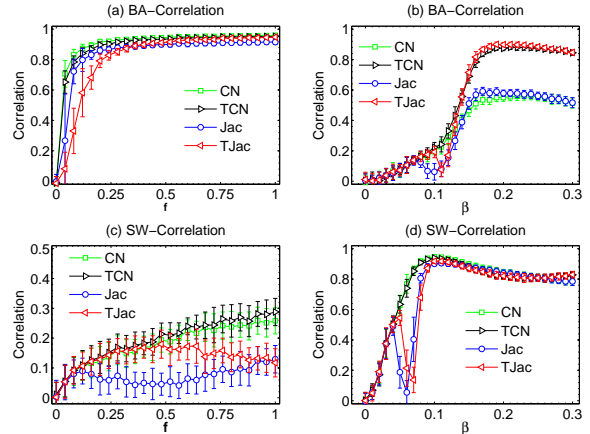 (a) BA−Correlation
Correlation
1
0.8
0.6
0.4
0.2
0
CN
TCN
Jac
TJac
0 0.25 0.5 0.75 1
f
(b) BA−Correlation
Correlation
1
0.8
0.6
0.4
0.2
0
CN
TCN
Jac
TJac
0 0.1 0.2 0.3
β
(c) SW−Correlation
Correlation
0.5
0.4
0.3
0.2
0.1
0
CN
TCN
Jac
TJac
0 0.25 0.5 0.75 1
f
(d) SW−Correlation
Correlation
1
0.8
0.6
0.4
0.2
0
CN
TCN
Jac
TJac
0 0.1 0.2 0.3
β